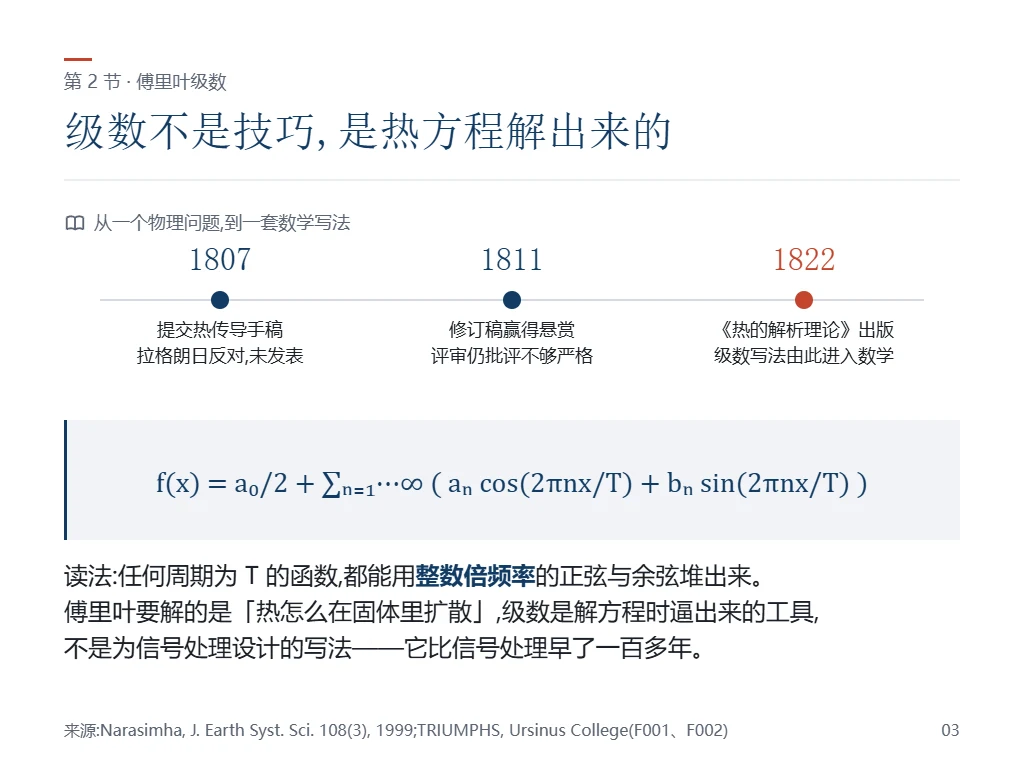 第 2 节 · 傅里叶级数
级数不是技巧, 是热方程解出来的
从一个物理问题,到一套数学写法
1807
提交热传导手稿
拉格朗日反对,未发表
1811
修订稿赢得悬赏
评审仍批评不够严格
1822
《热的解析理论》出版
级数写法由此进入数学
f(x) = a₀/2 + ∑ₙ₌₁⋯∞ ( aₙ cos(2πnx/T) + bₙ sin(2πnx/T) )
读法:任何周期为 T 的函数,都能用整数倍频率的正弦与余弦堆出来。
傅里叶要解的是「热怎么在固体里扩散」,级数是解方程时逼出来的工具,
不是为信号处理设计的写法——它比信号处理早了一百多年。
来源:Narasimha, J. Earth Syst. Sci. 108(3), 1999;TRIUMPHS, Ursinus College(F001、F002)
03